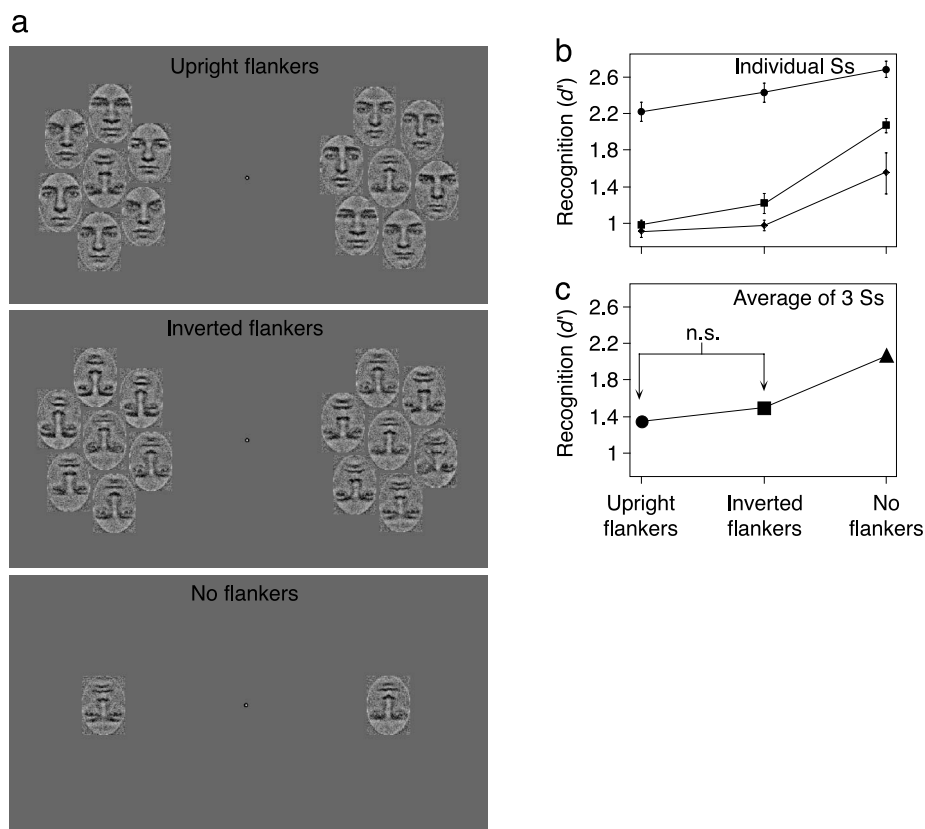 a
Upright flankers
Inverted flankers
No flankers
b
Individual Ss
Recognition (d')
2.6
2.2
1.8
1.4
1
c
Average of 3 Ss
Recognition (d')
2.6
2.2
1.8
1.4
1
n.s.
Upright flankers
Inverted flankers
No flankers